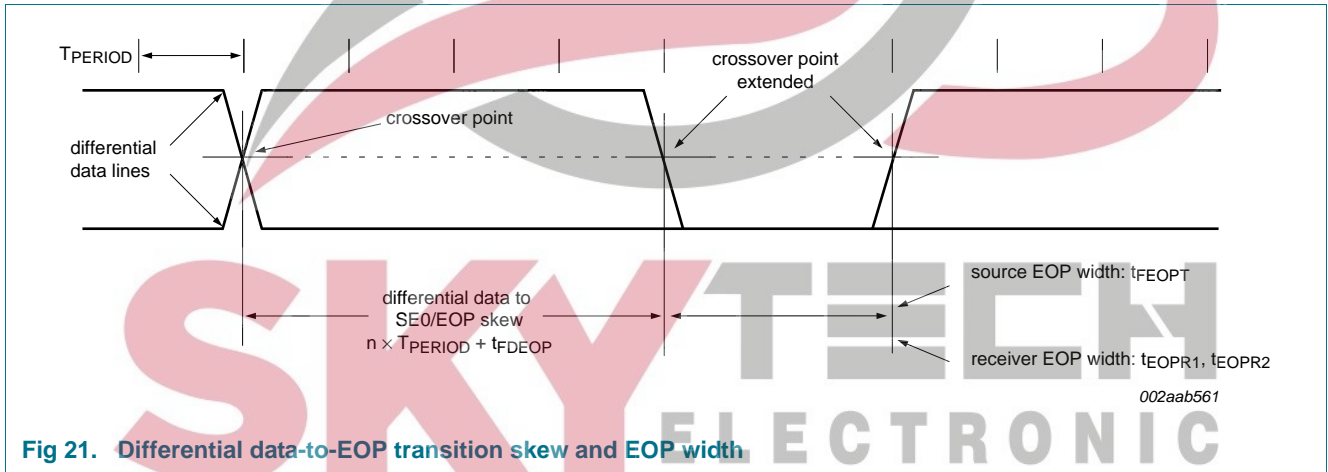 TPERIOD
crossover point
extended
crossover point
differential
data lines
differential data to
SE0/EOP skew
n × TPERIOD + tFDEOP
source EOP width: tFEOPT
receiver EOP width: tEOPR1, tEOPR2
002aab561
SKYTECH
ELECTRONIC
Fig 21. Differential data-to-EOP transition skew and EOP width